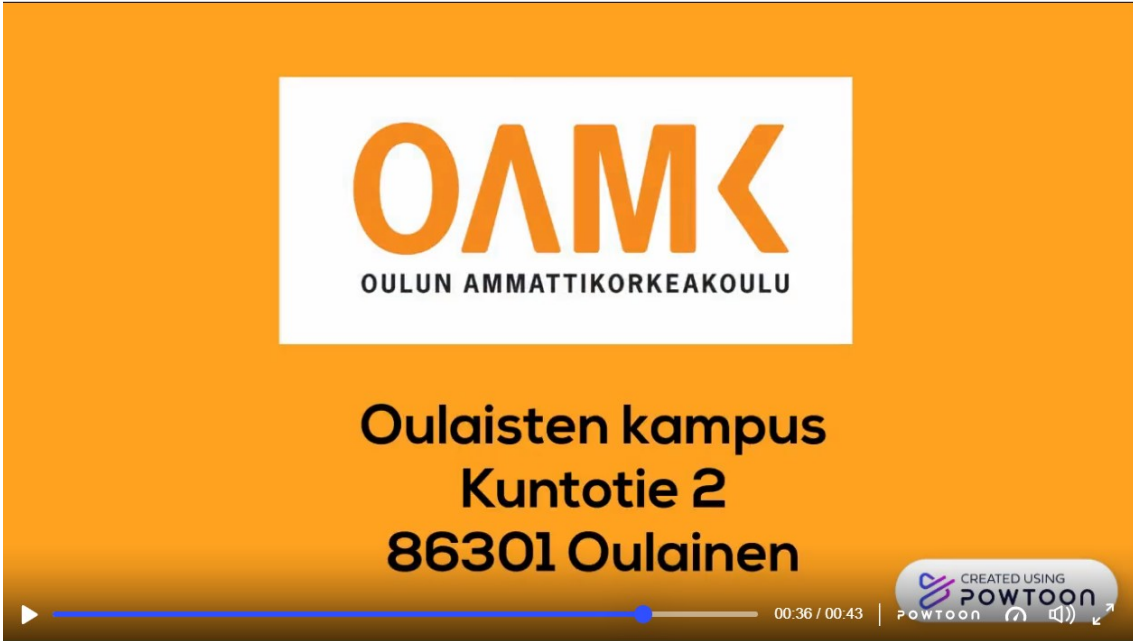 OAMK
OULUN AMMATTIKORKEAKOULU
Oulaisten kampus
Kuntotie 2
86301 Oulainen
CREATED USING
POWTOON
00:36 / 00:43
POWTOON